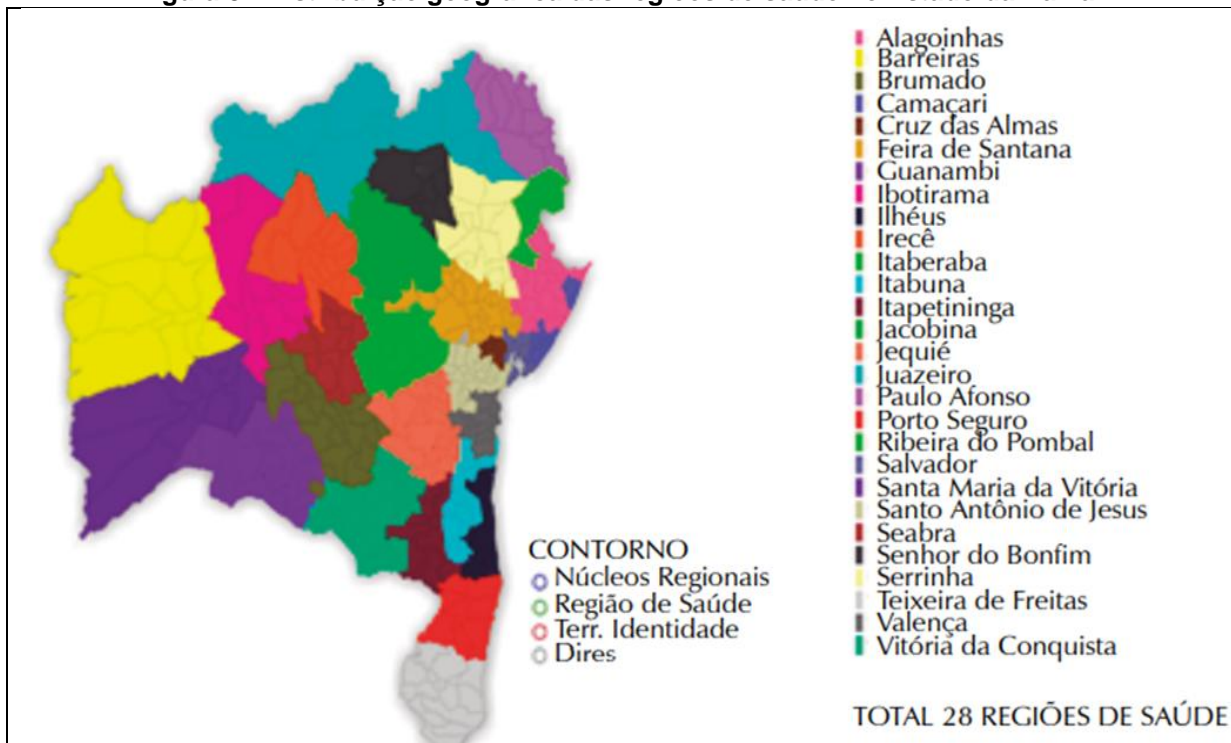 Alagoinhas
Barreiras
Brumado
Camaçari
Cruz das Almas
Feira de Santana
Guanambi
Ibotirama
Ilhéus
Irecê
Itaberaba
Itabuna
Itapetininga
Jacobina
Jequié
Juazeiro
Paulo Afonso
Porto Seguro
Ribeira do Pombal
Salvador
Santa Maria da Vitória
Santo Antônio de Jesus
Seabra
Senhor do Bonfim
Serrinha
Teixeira de Freitas
Valença
Vitória da Conquista
CONTORNO
Núcleos Regionais
Região de Saúde
Terr. Identidade
Dires
TOTAL 28 REGIÕES DE SAÚDE